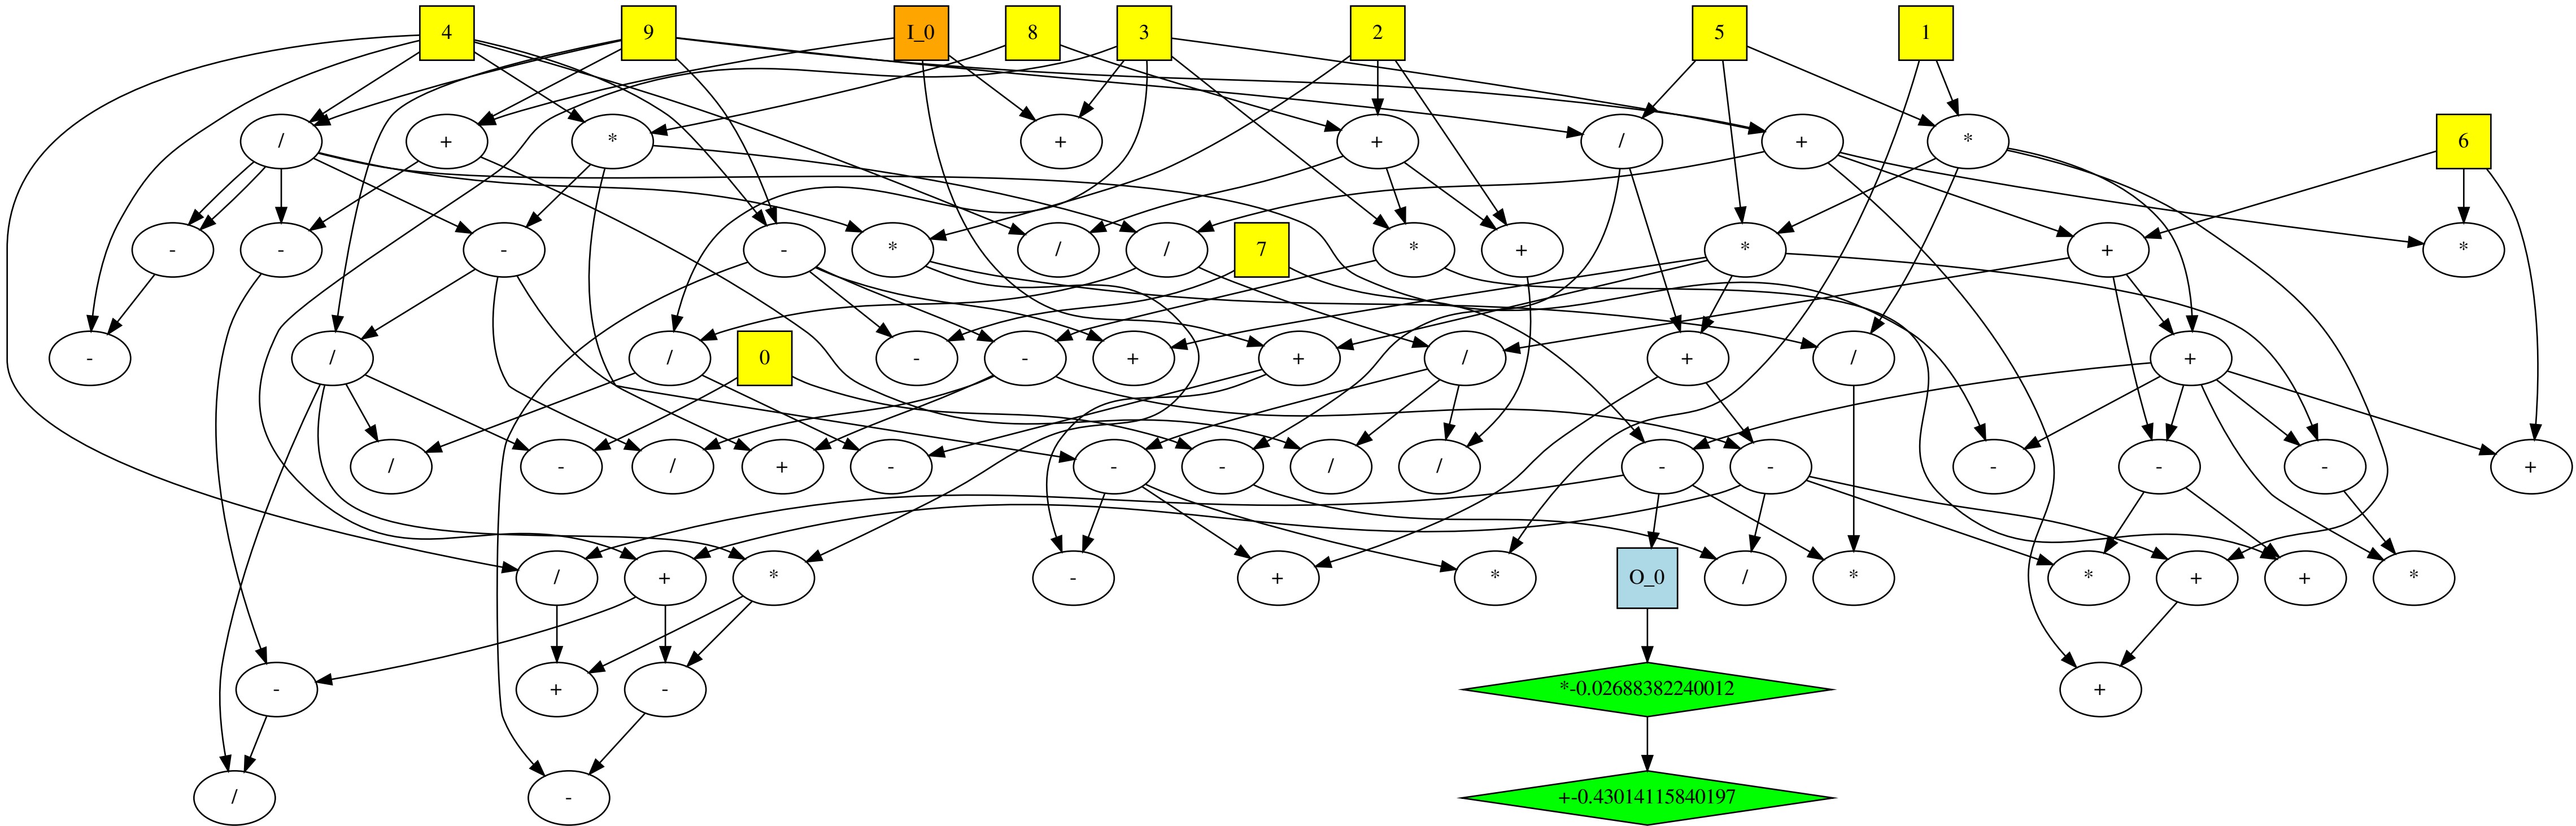 4 9 I_0 8 3 2 5 1
/ + * + + / + * 6
- - - - * / / 7 * + * + *
- / / 0 - - + + / + / +
/ - / + - - - / / - - - - - +
/ + * - + * O_0 / * * + + *
- + - *-0.02688382240012 +
/ - +-0.43014115840197